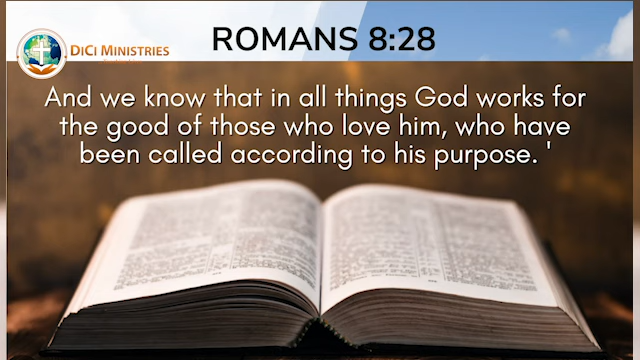 ROMANS 8:28
DiCi Ministries
And we know that in all things God works for
the good of those who love him, who have
been called according to his purpose. '